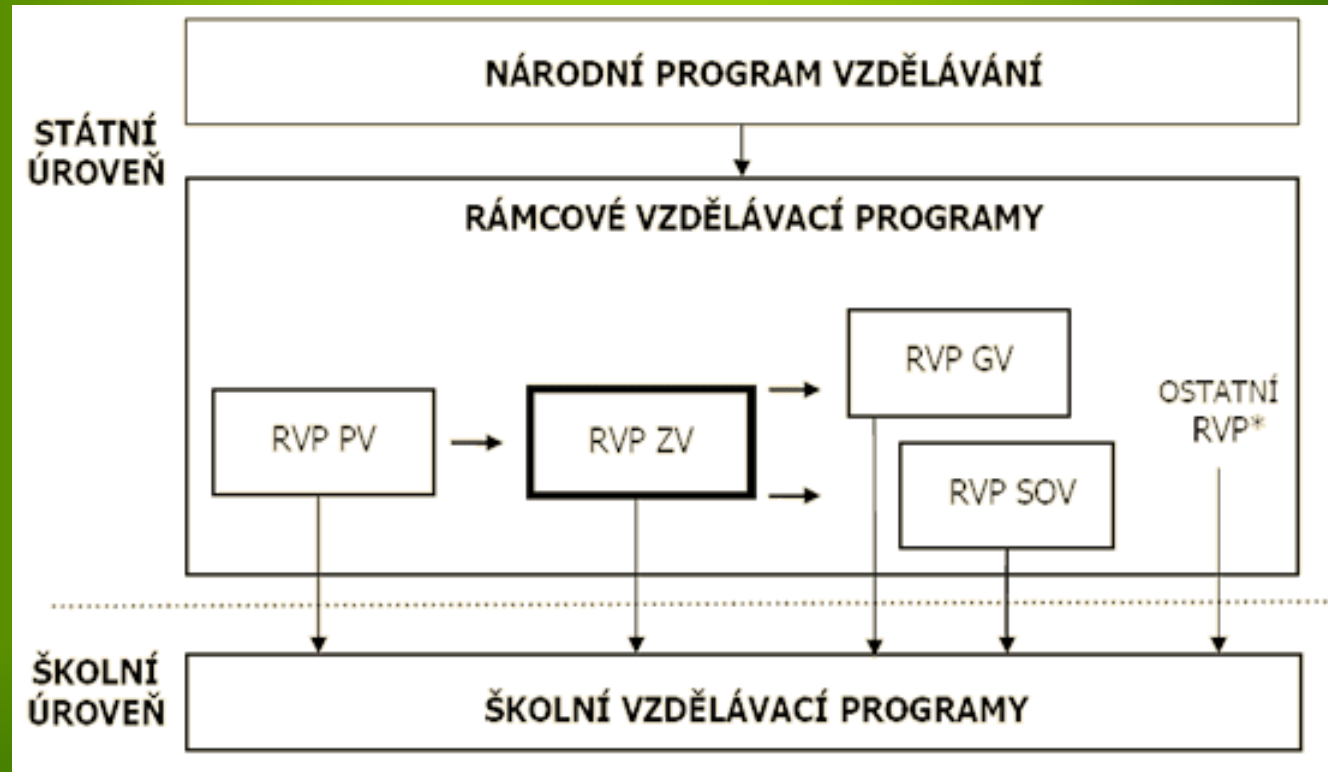 NÁRODNÍ PROGRAM VZDĚLÁVÁNÍ
STÁTNÍ
ÚROVEŇ
RÁMCOVÉ VZDĚLÁVACÍ PROGRAMY
RVP PV
RVP ZV
RVP GV
RVP SOV
OSTATNÍ
RVP*
ŠKOLNÍ
ÚROVEŇ
ŠKOLNÍ VZDĚLÁVACÍ PROGRAMY